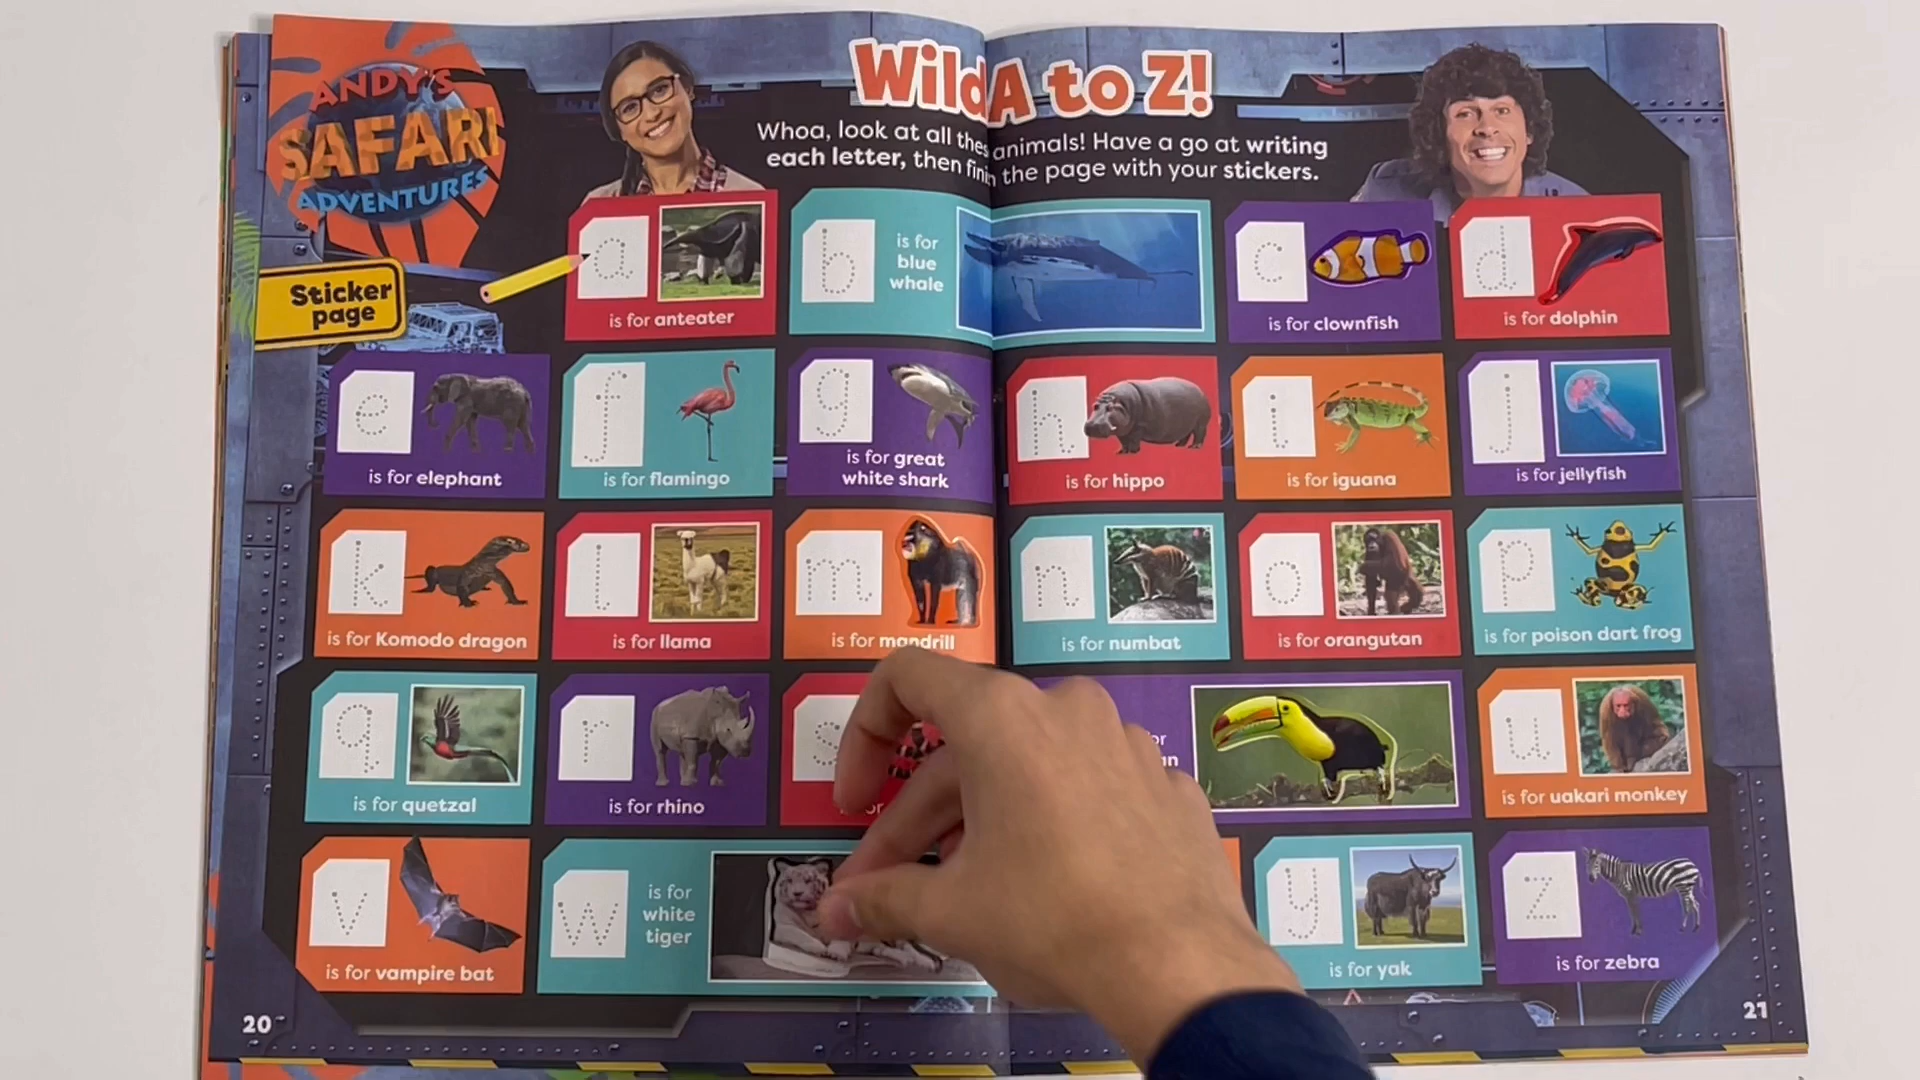 ANDY'S
SAFARI
ADVENTURES
Wild A to Z!
Whoa, look at all thes animals! Have a go at writing
each letter, then fini the page with your stickers.
Sticker
page
a
is for anteater
b
is for
blue
whale
c
is for clownfish
d
is for dolphin
e
is for elephant
f
is for flamingo
g
is for great
white shark
h
is for hippo
i
is for iguana
j
is for jellyfish
k
is for Komodo dragon
l
is for llama
m
is for mandrill
n
is for numbat
o
is for orangutan
p
is for poison dart frog
q
is for quetzal
r
is for rhino
s
u
is for uakari monkey
v
is for vampire bat
w
is for
white
tiger
y
is for yak
z
is for zebra
20
21